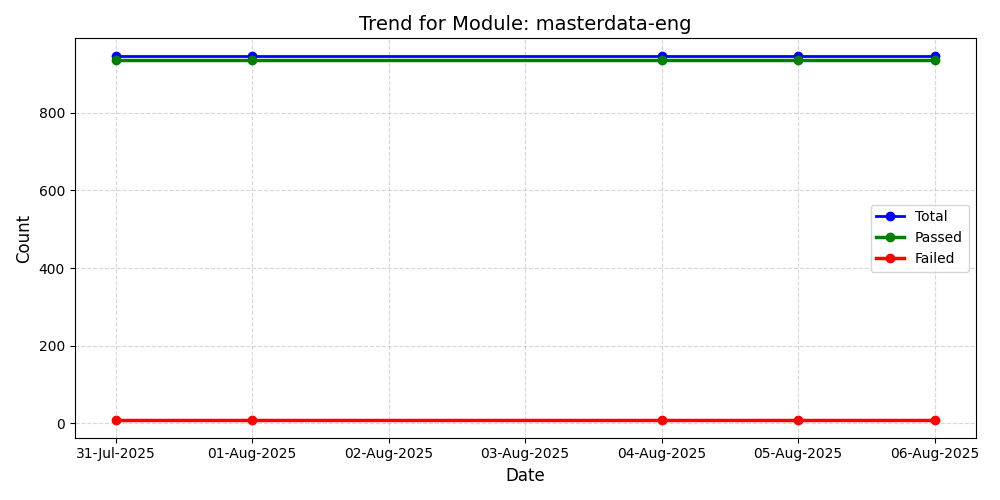 Trend for Module: masterdata-eng
Count
800
600
400
200
0
Total
Passed
Failed
31-Jul-2025 01-Aug-2025 02-Aug-2025 03-Aug-2025 04-Aug-2025 05-Aug-2025 06-Aug-2025
Date